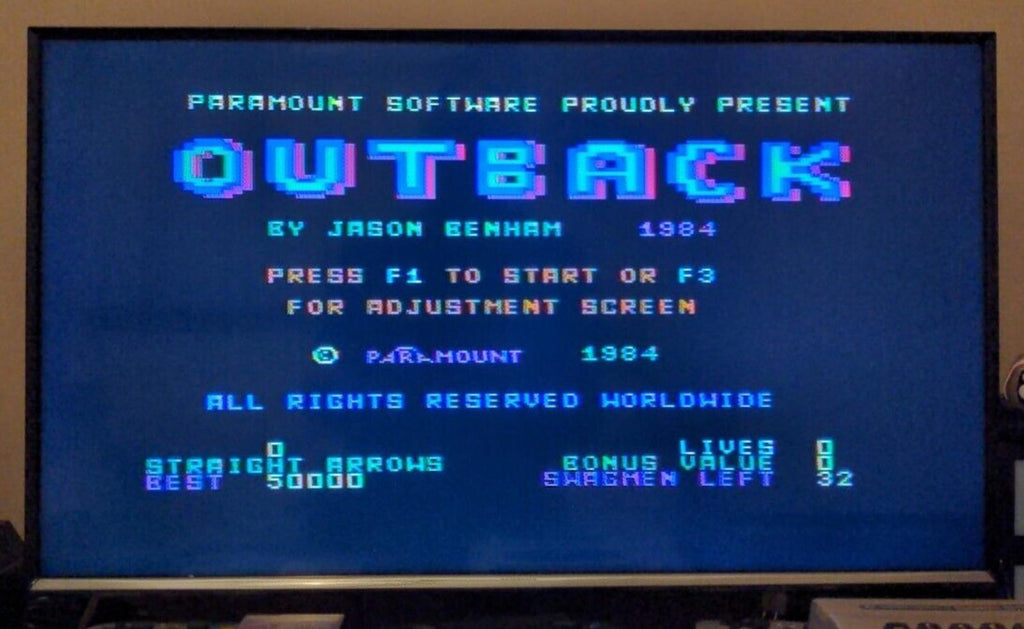 PARAMOUNT SOFTWARE PROUDLY PRESENT
OUTBACK
BY JASON BENHAM 1984
PRESS F1 TO START OR F3
FOR ADJUSTMENT SCREEN
© PARAMOUNT 1984
ALL RIGHTS RESERVED WORLDWIDE
0 LIVES 0
STRAIGHT ARROWS BONUS VALUE 0
BEST 50000 SWAGMEN LEFT 32